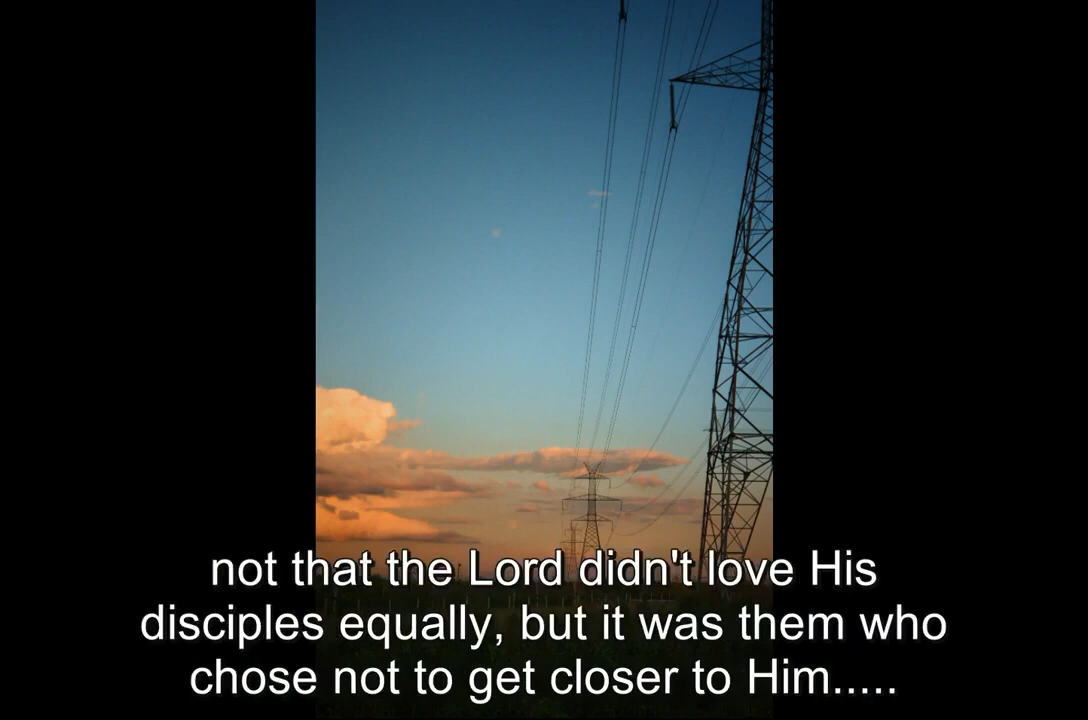 not that the Lord didn't love His
disciples equally, but it was them who
chose not to get closer to Him.....